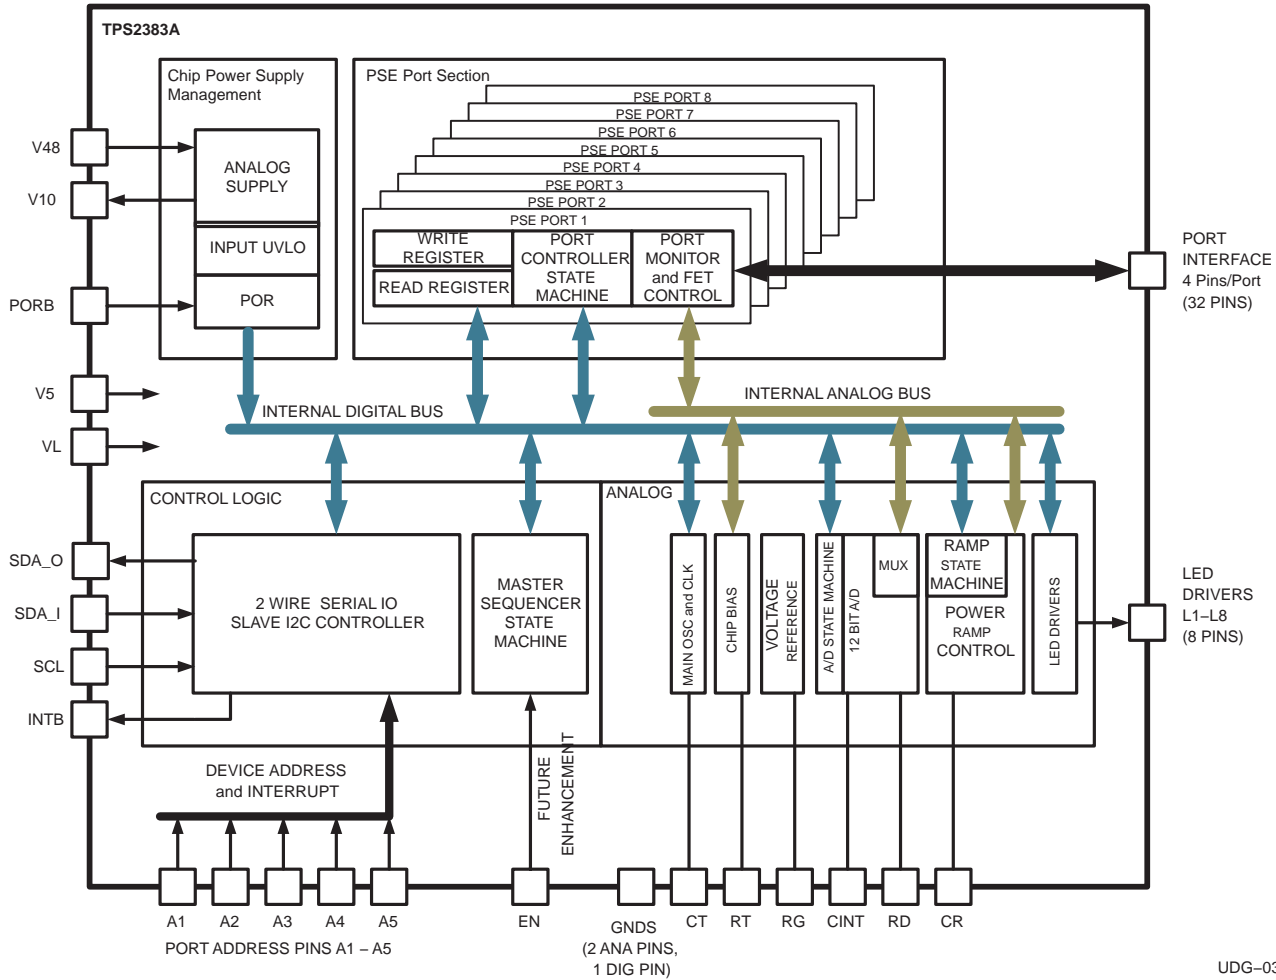 TPS2383A
Chip Power Supply
Management
PSE Port Section
PSE PORT 8
PSE PORT 7
PSE PORT 6
PSE PORT 5
PSE PORT 4
PSE PORT 3
PSE PORT 2
PSE PORT 1
V48
V10
PORB
V5
VL
ANALOG
SUPPLY
INPUT UVLO
POR
WRITE
REGISTER
READ REGISTER
PORT
CONTROLLER
STATE
MACHINE
PORT
MONITOR
and FET
CONTROL
PORT
INTERFACE
4 Pins/Port
(32 PINS)
INTERNAL DIGITAL BUS
INTERNAL ANALOG BUS
CONTROL LOGIC
ANALOG
SDA_O
SDA_I
SCL
INTB
2 WIRE SERIAL IO
SLAVE I2C CONTROLLER
MASTER
SEQUENCER
STATE
MACHINE
MAIN OSC and CLK
CHIP BIAS
VOLTAGE
REFERENCE
A/D STATE MACHINE
12 BIT A/D
MUX
RAMP
STATE
MACHINE
POWER
RAMP
CONTROL
LED DRIVERS
LED
DRIVERS
L1–L8
(8 PINS)
DEVICE ADDRESS
and INTERRUPT
FUTURE
ENHANCEMENT
A1
A2
A3
A4
A5
PORT ADDRESS PINS A1 – A5
EN
GNDS
(2 ANA PINS,
1 DIG PIN)
CT
RT
RG
CINT
RD
CR
UDG–03